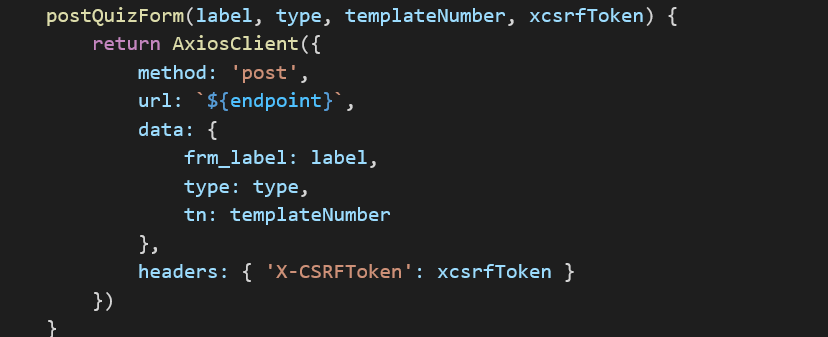 postQuizForm(label, type, templateNumber, xcsrfToken) {
    return AxiosClient({
        method: 'post',
        url: `${endpoint}`,
        data: {
            frm_label: label,
            type: type,
            tn: templateNumber
        },
        headers: { 'X-CSRFToken': xcsrfToken }
    })
}